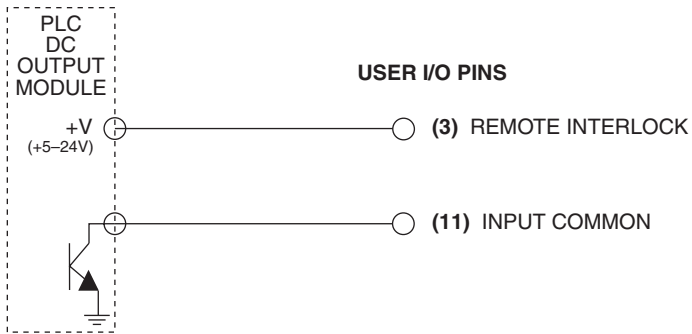 PLC
DC
OUTPUT
MODULE
USER I/O PINS
+V
(+5–24V)
(3) REMOTE INTERLOCK
(11) INPUT COMMON